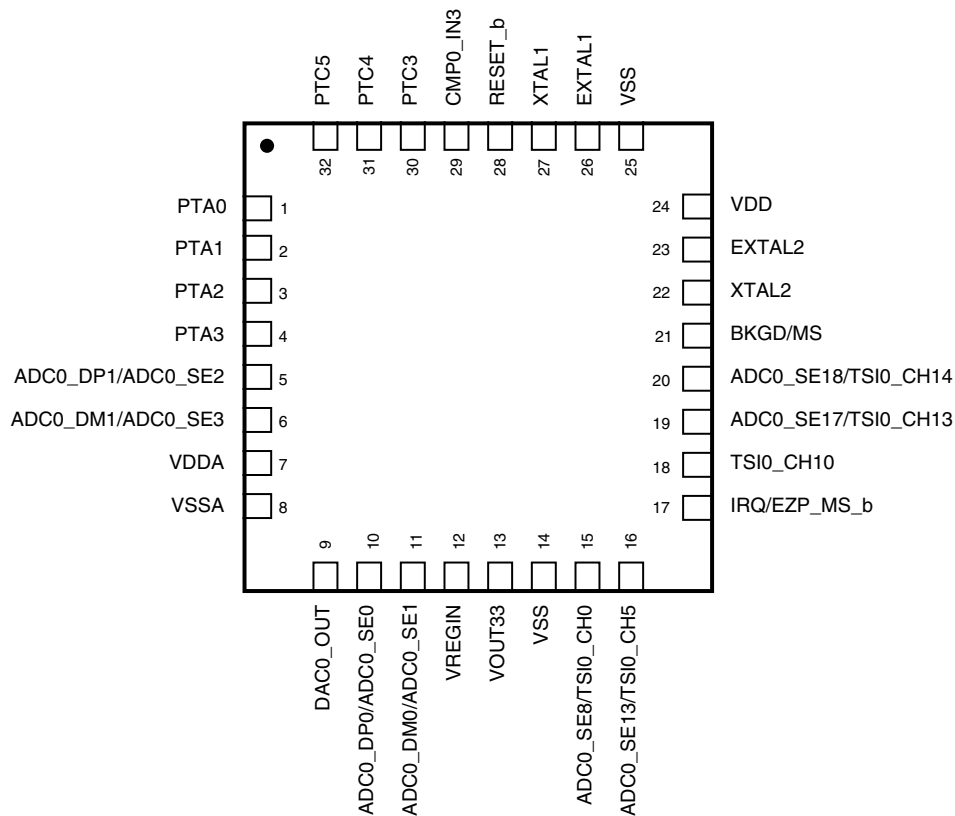 PTC5
PTC4
PTC3
CMP0_IN3
RESET_b
XTAL1
EXTAL1
VSS
32
31
30
29
28
27
26
25
PTA0 1
PTA1 2
PTA2 3
PTA3 4
ADC0_DP1/ADC0_SE2 5
ADC0_DM1/ADC0_SE3 6
VDDA 7
VSSA 8
24 VDD
23 EXTAL2
22 XTAL2
21 BKGD/MS
20 ADC0_SE18/TSI0_CH14
19 ADC0_SE17/TSI0_CH13
18 TSI0_CH10
17 IRQ/EZP_MS_b
9
10
11
12
13
14
15
16
DAC0_OUT
ADC0_DP0/ADC0_SE0
ADC0_DM0/ADC0_SE1
VREGIN
VOUT33
VSS
ADC0_SE8/TSI0_CH0
ADC0_SE13/TSI0_CH5